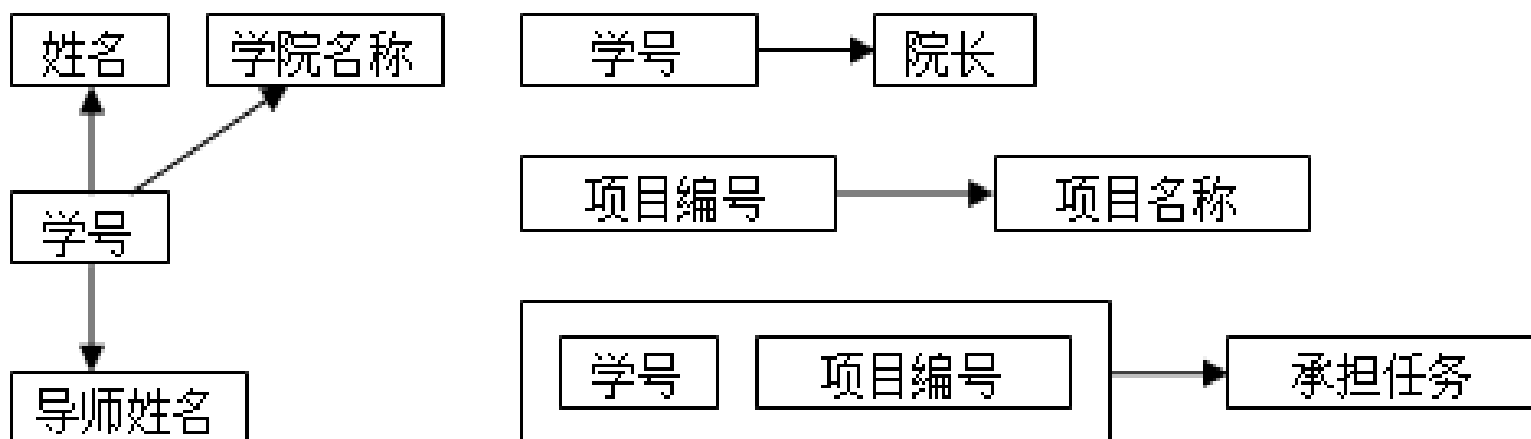 姓名
学院名称
学号
导师姓名
学号
院长
项目编号
项目名称
学号
项目编号
承担任务